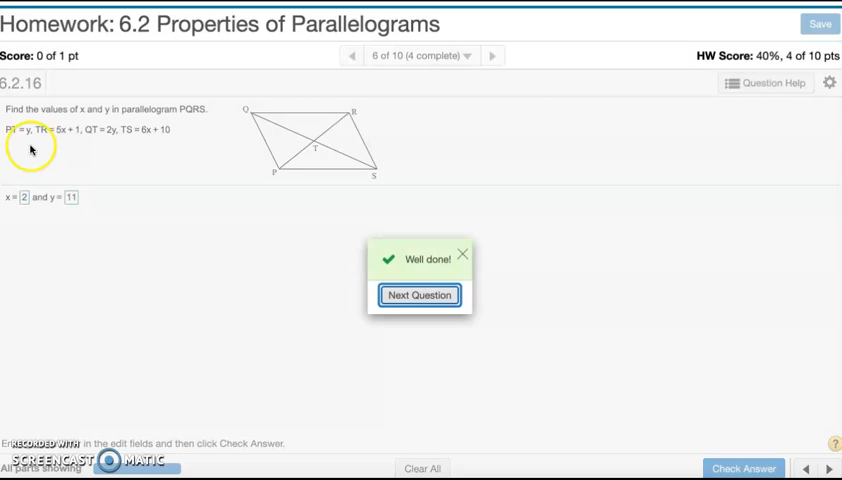 Homework: 6.2 Properties of Parallelograms
Save
Score: 0 of 1 pt
6 of 10 (4 complete)
HW Score: 40%, 4 of 10 pts
6.2.16
Question Help
Find the values of x and y in parallelogram PQRS.
PT = y, TR = 5x + 1, QT = 2y, TS = 6x + 10
Q
R
T
P
S
x = 2 and y = 11
Well done!
Next Question
in the edit fields and then click Check Answer.
?
RECORDED WITH
SCREENCAST MATIC
All parts showing
Clear All
Check Answer